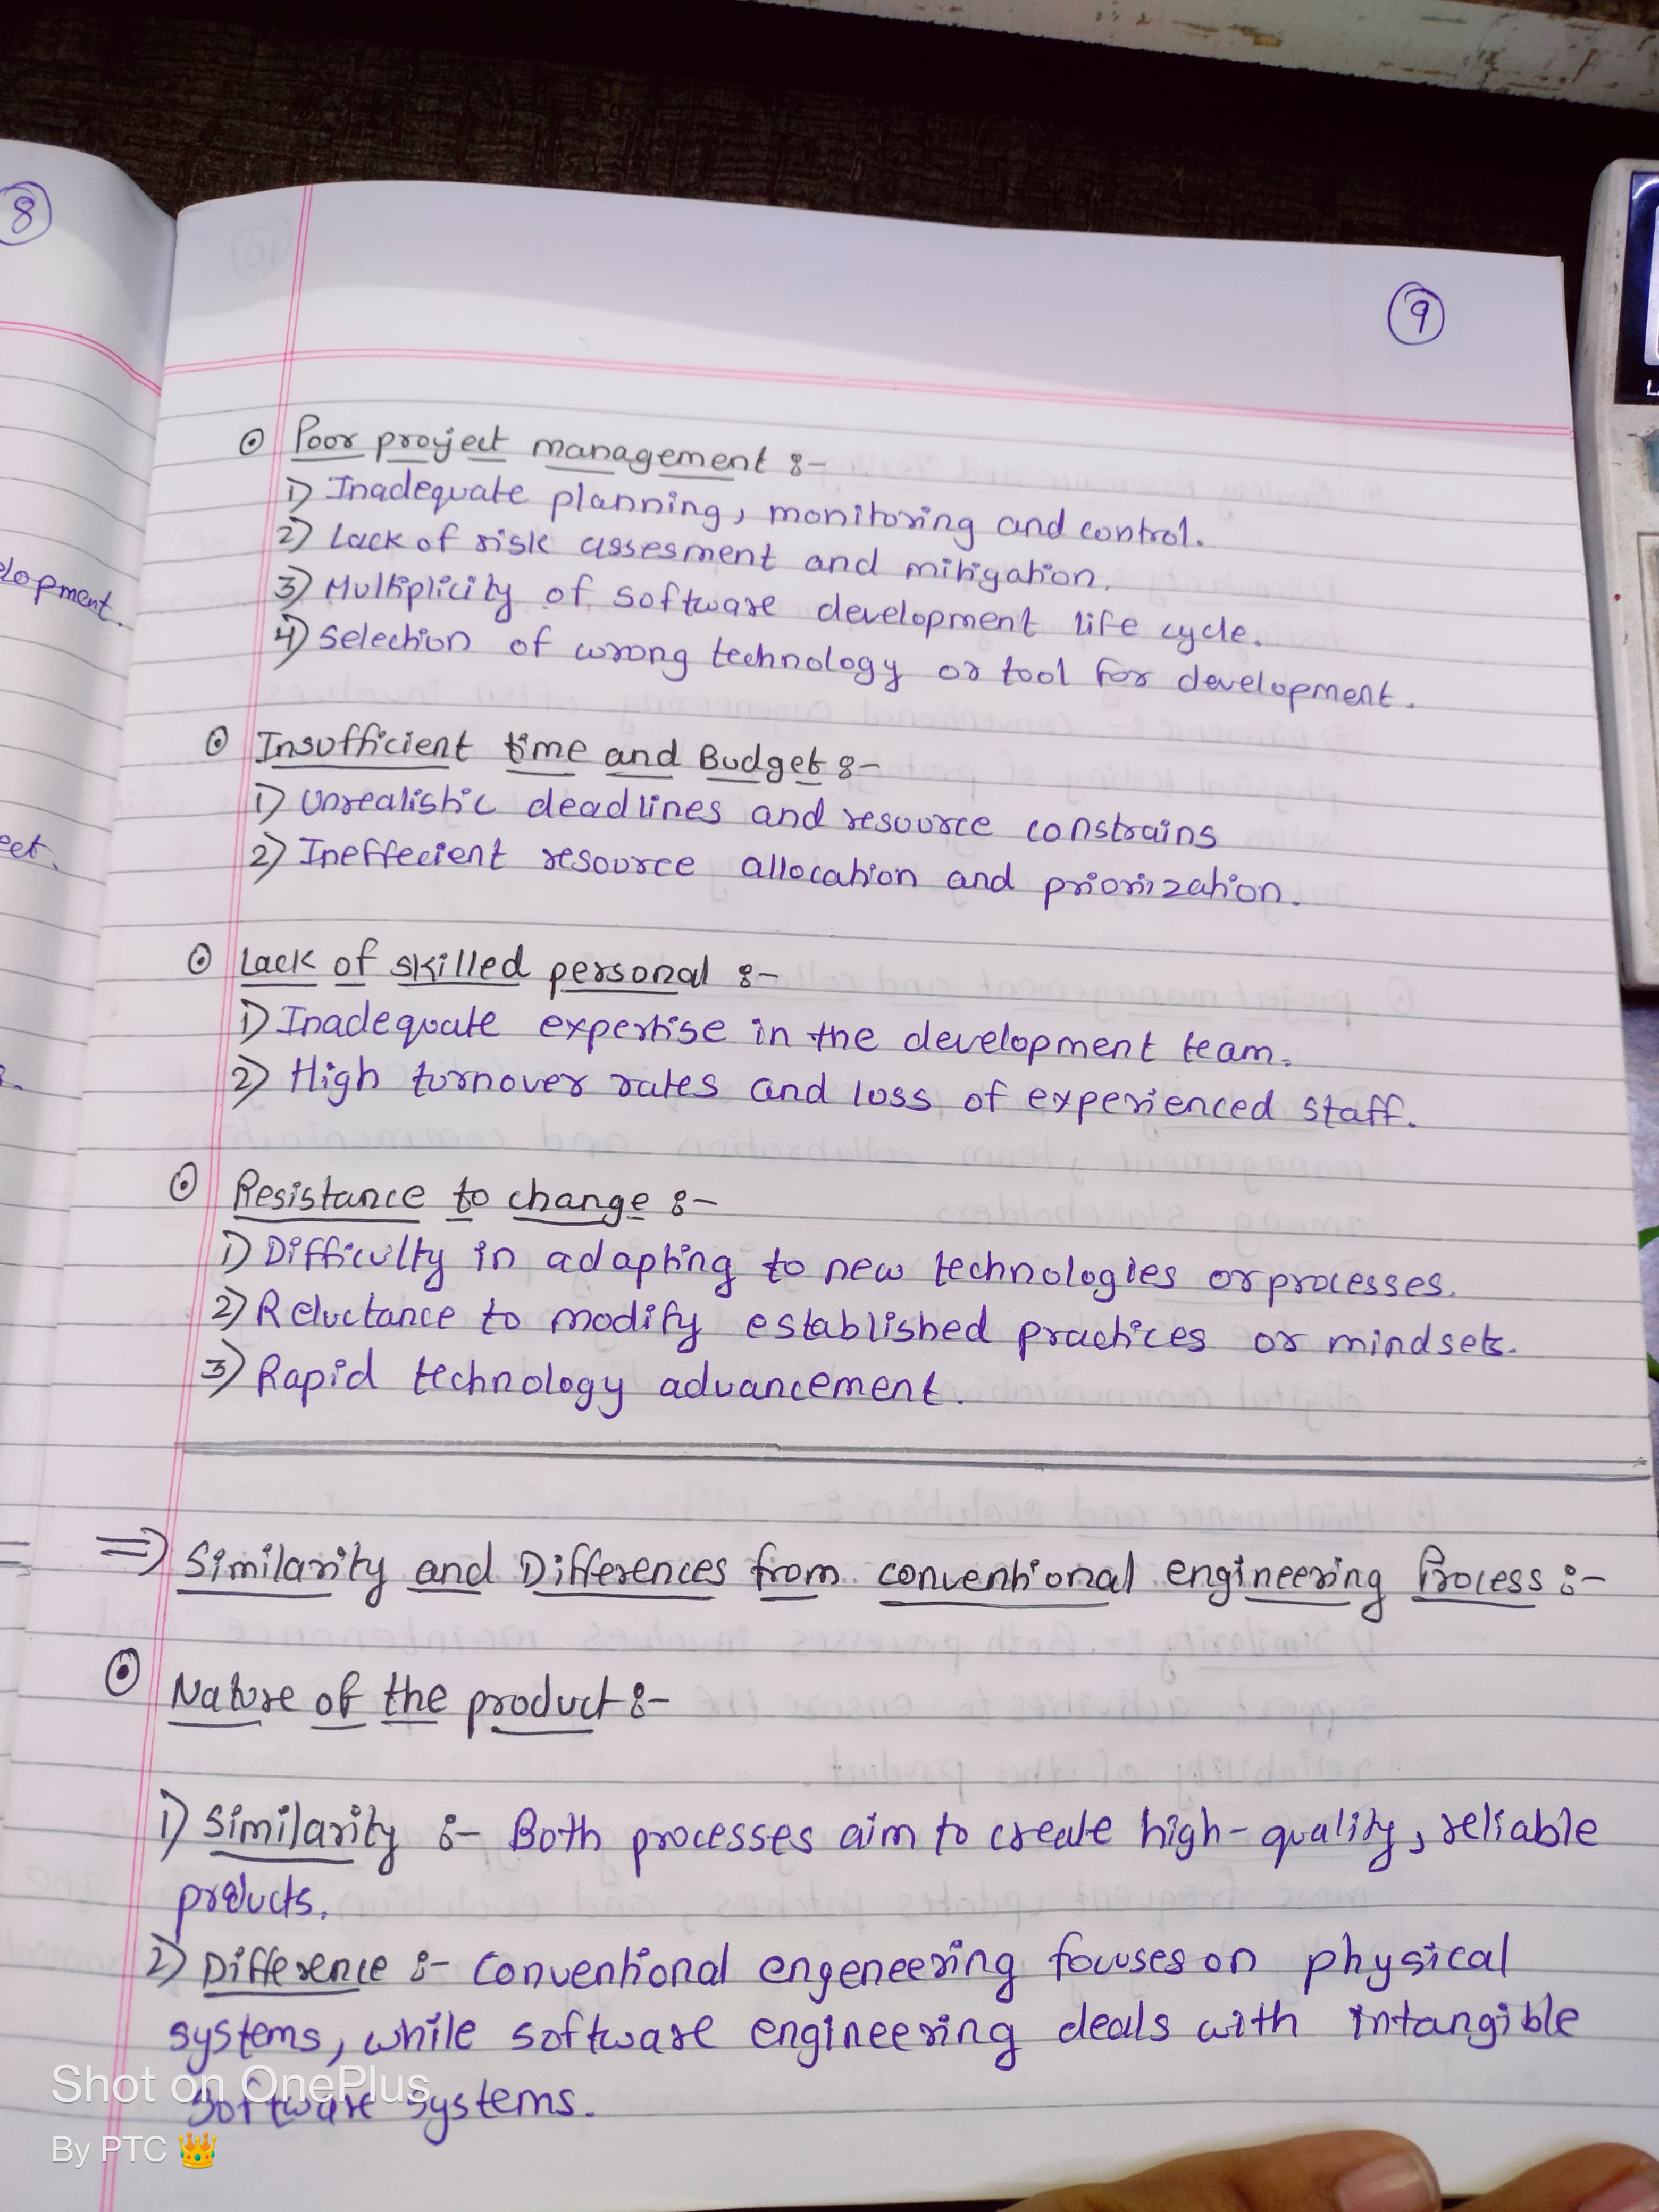 8
lopment.
ect.
9
⊙ Poor project management :-
1) Inadequate planning, monitoring and control.
2) Lack of risk assesment and mitigation.
3) Multiplicity of software development life cycle.
4) Selection of wrong technology or tool for development.
⊙ Insufficient time and Budget :-
1) Unrealistic deadlines and resource constrains
2) Ineffecient resource allocation and priorization.
⊙ Lack of skilled personal :-
1) Inadequate expertise in the development team.
2) High turnover rates and loss of experienced staff.
⊙ Resistance to change :-
1) Difficulty in adapting to new technologies or processes.
2) Reluctance to modify established practices or mindsets.
3) Rapid technology advancement.
⇒ Similarity and Differences from conventional engineering Process :-
⊙ Nature of the product :-
1) Similarity :- Both processes aim to create high-quality, reliable
products.
2) Difference :- Conventional engeneering focuses on physical
systems, while software engineering deals with intangible
software systems.
Shot on OnePlus
By PTC 👑